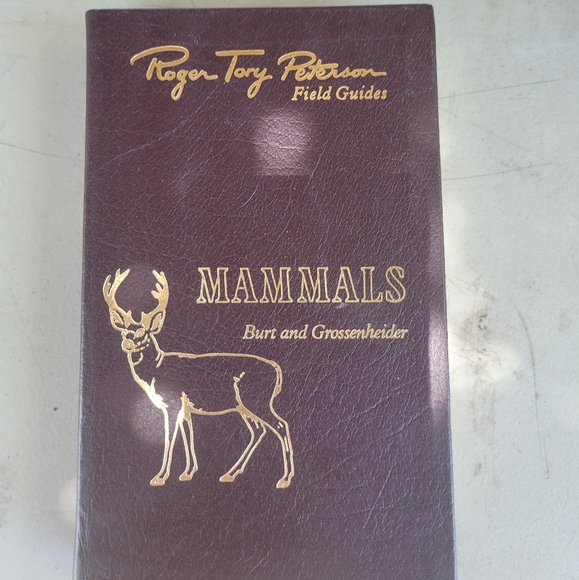 Roger Tory Peterson
Field Guides
MAMMALS
Burt and Grossenheider